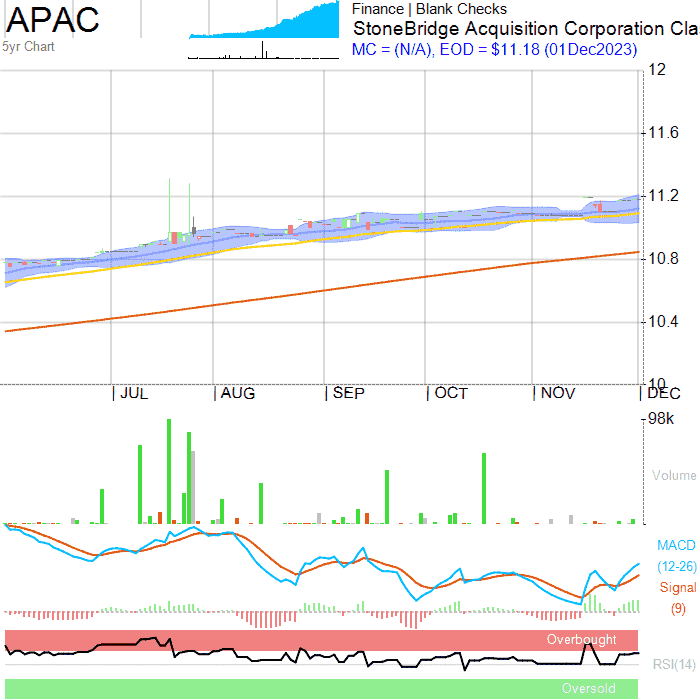 APAC
5yr Chart
Finance | Blank Checks
StoneBridge Acquisition Corporation Cla
MC = (N/A), EOD = $11.18 (01Dec2023)
12
11.6
11.2
10.8
10.4
10
JUL
AUG
SEP
OCT
NOV
DEC
98k
Volume
MACD
(12-26)
Signal
(9)
Overbought
RSI(14)
Oversold